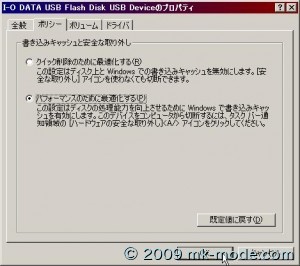 I-O DATA USB Flash Disk USB Deviceのプロパティ
全般 ポリシー ボリューム ドライバ
書き込みキャッシュと安全な取り外し
クイック削除のために最適化する(R)
この設定はディスク上と Windows での書き込みキャッシュを無効にします。[安
全な取り外し] アイコンを使わなくても切断できます。
パフォーマンスのために最適化する(P)
この設定はディスクの処理能力を向上させるために Windows で書き込みキャッ
シュを有効にします。このデバイスをコンピュータから切断するには、タスク バー通
知領域の [ハードウェアの安全な取り外し]<A/> アイコンをクリックしてください。
既定値に戻す(D)
© 2009 mk-mode.com